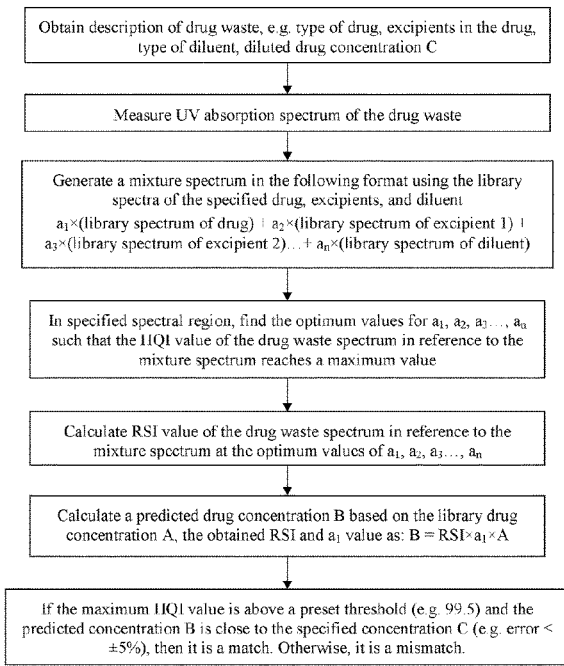 Obtain description of drug waste, e.g. type of drug, excipients in the drug,
type of diluent, diluted drug concentration C
Measure UV absorption spectrum of the drug waste
Generate a mixture spectrum in the following format using the library
spectra of the specified drug, excipients, and diluent
a₁×(library spectrum of drug) + a₂×(library spectrum of excipient 1) +
a₃×(library spectrum of excipient 2)…+ aₙ×(library spectrum of diluent)
In specified spectral region, find the optimum values for a₁, a₂, a₃…, aₙ
such that the HQI value of the drug waste spectrum in reference to the
mixture spectrum reaches a maximum value
Calculate RSI value of the drug waste spectrum in reference to the
mixture spectrum at the optimum values of a₁, a₂, a₃…, aₙ
Calculate a predicted drug concentration B based on the library drug
concentration A, the obtained RSI and a₁ value as: B = RSI×a₁×A
If the maximum HQI value is above a preset threshold (e.g. 99.5) and the
predicted concentration B is close to the specified concentration C (e.g. error <
±5%), then it is a match. Otherwise, it is a mismatch.